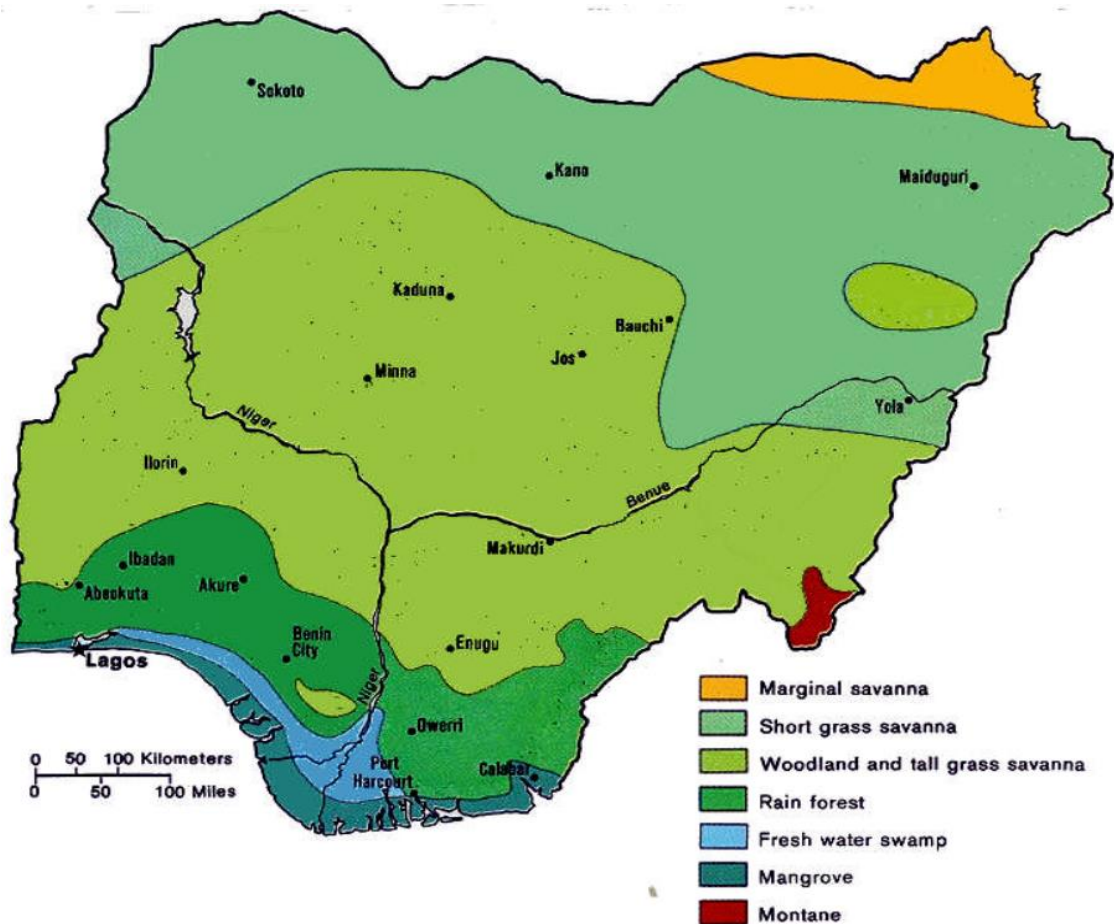 Sokoto
Kano
Maiduguri
Kaduna
Bauchi
Jos
Minna
Yola
Niger
Ilorin
Benue
Makurdi
Ibadan
Abeokuta
Akure
Benin
City
Enugu
Lagos
Niger
Owerri
Port
Harcourt
Calabar
0 50 100 Kilometers
0 50 100 Miles
Marginal savanna
Short grass savanna
Woodland and tall grass savanna
Rain forest
Fresh water swamp
Mangrove
Montane